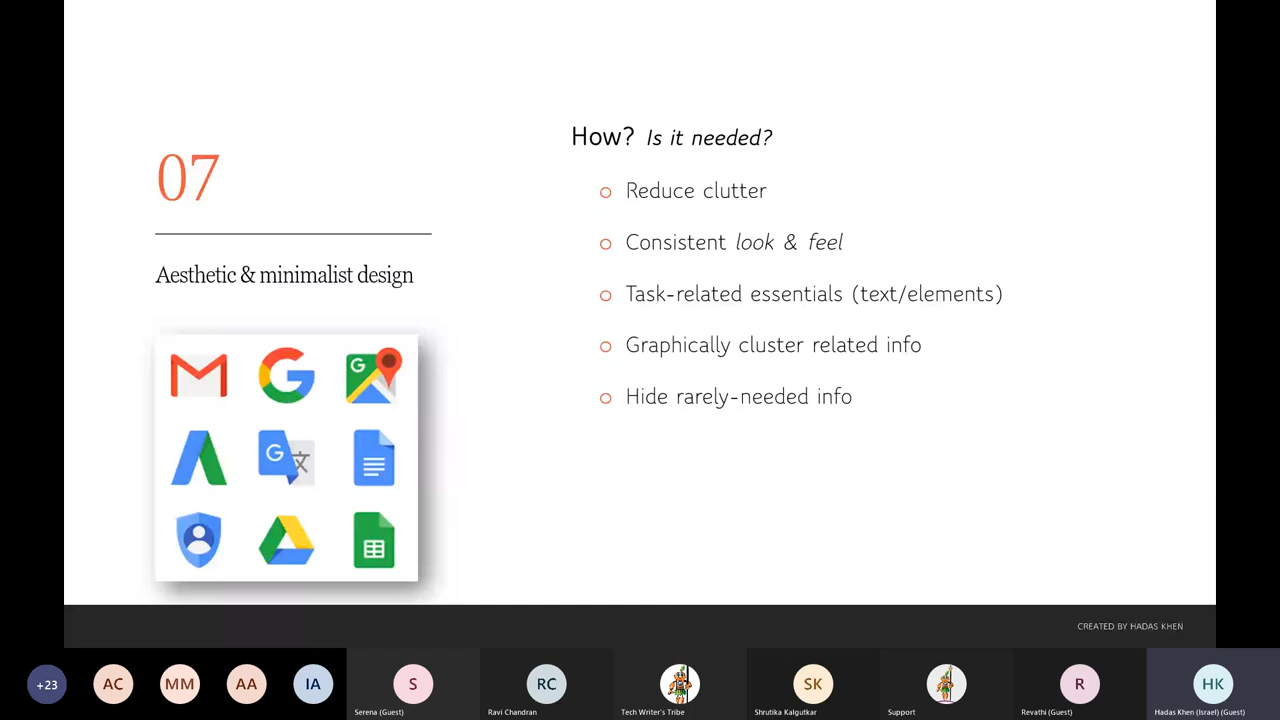 07
Aesthetic & minimalist design
G
G 文
How? Is it needed?
Reduce clutter
Consistent look & feel
Task-related essentials (text/elements)
Graphically cluster related info
Hide rarely-needed info
CREATED BY HADAS KHEN
+23
AC
MM
AA
IA
S
Serena (Guest)
RC
Ravi Chandran
Tech Writer's Tribe
SK
Shrutika Kalgutkar
Support
R
Revathi (Guest)
HK
Hadas Khen (Israel) (Guest)